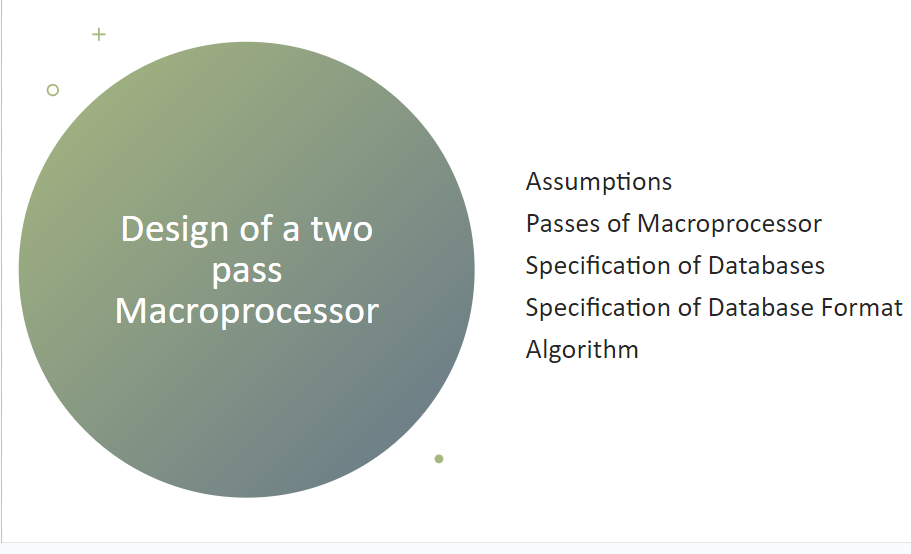 Design of a two
pass
Macroprocessor
Assumptions
Passes of Macroprocessor
Specification of Databases
Specification of Database Format
Algorithm